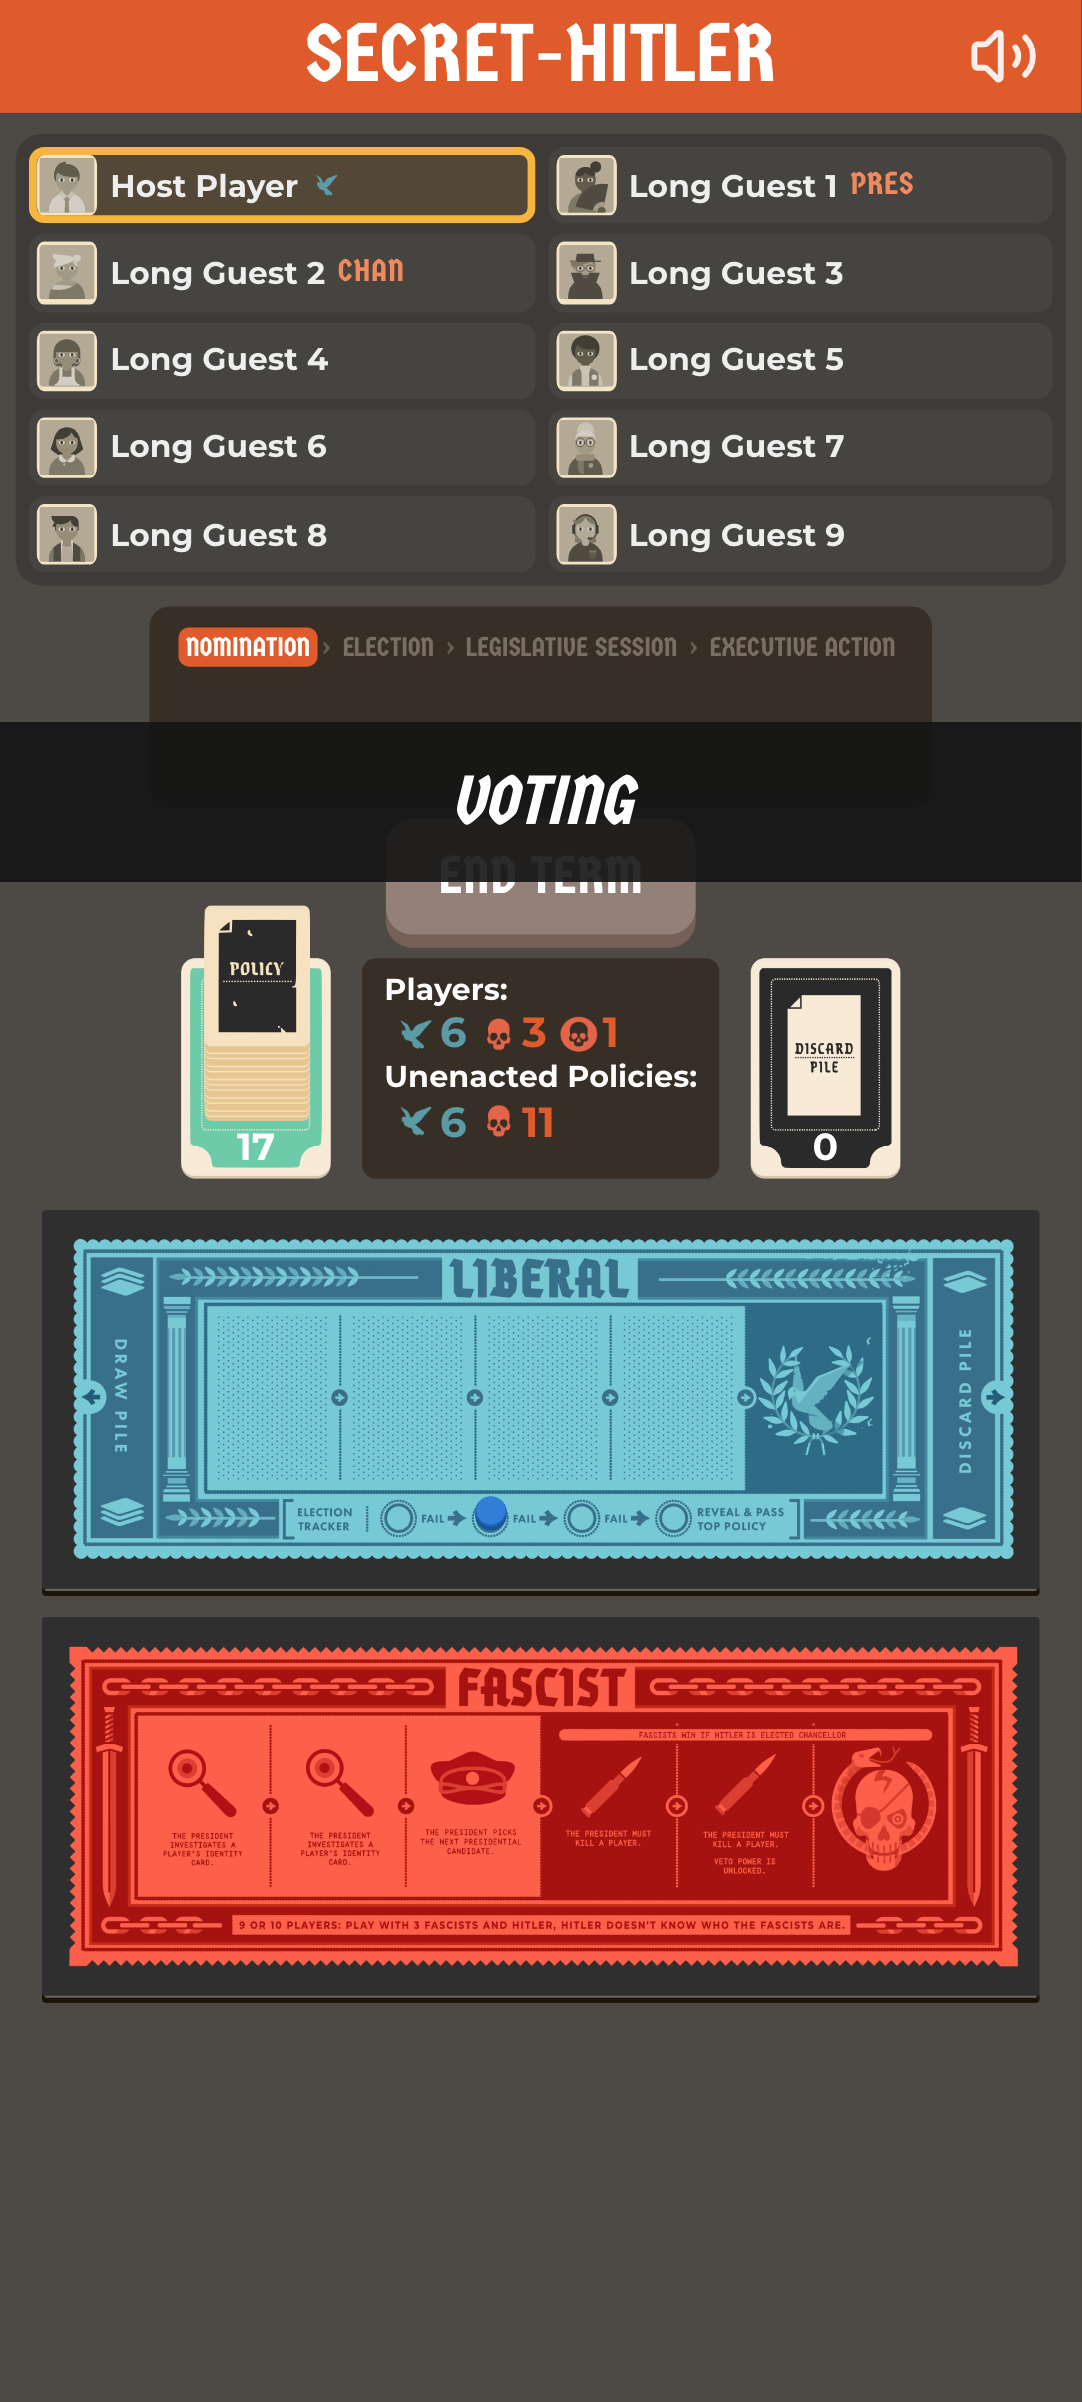 SECRET-HITLER
Host Player
Long Guest 1 PRES
Long Guest 2 CHAN
Long Guest 3
Long Guest 4
Long Guest 5
Long Guest 6
Long Guest 7
Long Guest 8
Long Guest 9
NOMINATION › ELECTION › LEGISLATIVE SESSION › EXECUTIVE ACTION
VOTING
END TERM
POLICY
17
Players:
6 3 1
Unenacted Policies:
6 11
DISCARD
PILE
0
LIBERAL
DRAW PILE
DISCARD PILE
ELECTION
TRACKER
FAIL
FAIL
FAIL
REVEAL & PASS
TOP POLICY
FASCIST
FASCISTS WIN IF HITLER IS ELECTED CHANCELLOR
THE PRESIDENT
INVESTIGATES A
PLAYER'S IDENTITY
CARD.
THE PRESIDENT
INVESTIGATES A
PLAYER'S IDENTITY
CARD.
THE PRESIDENT PICKS
THE NEXT PRESIDENTIAL
CANDIDATE.
THE PRESIDENT MUST
KILL A PLAYER.
THE PRESIDENT MUST
KILL A PLAYER.
VETO POWER IS
UNLOCKED.
9 OR 10 PLAYERS: PLAY WITH 3 FASCISTS AND HITLER, HITLER DOESN'T KNOW WHO THE FASCISTS ARE.